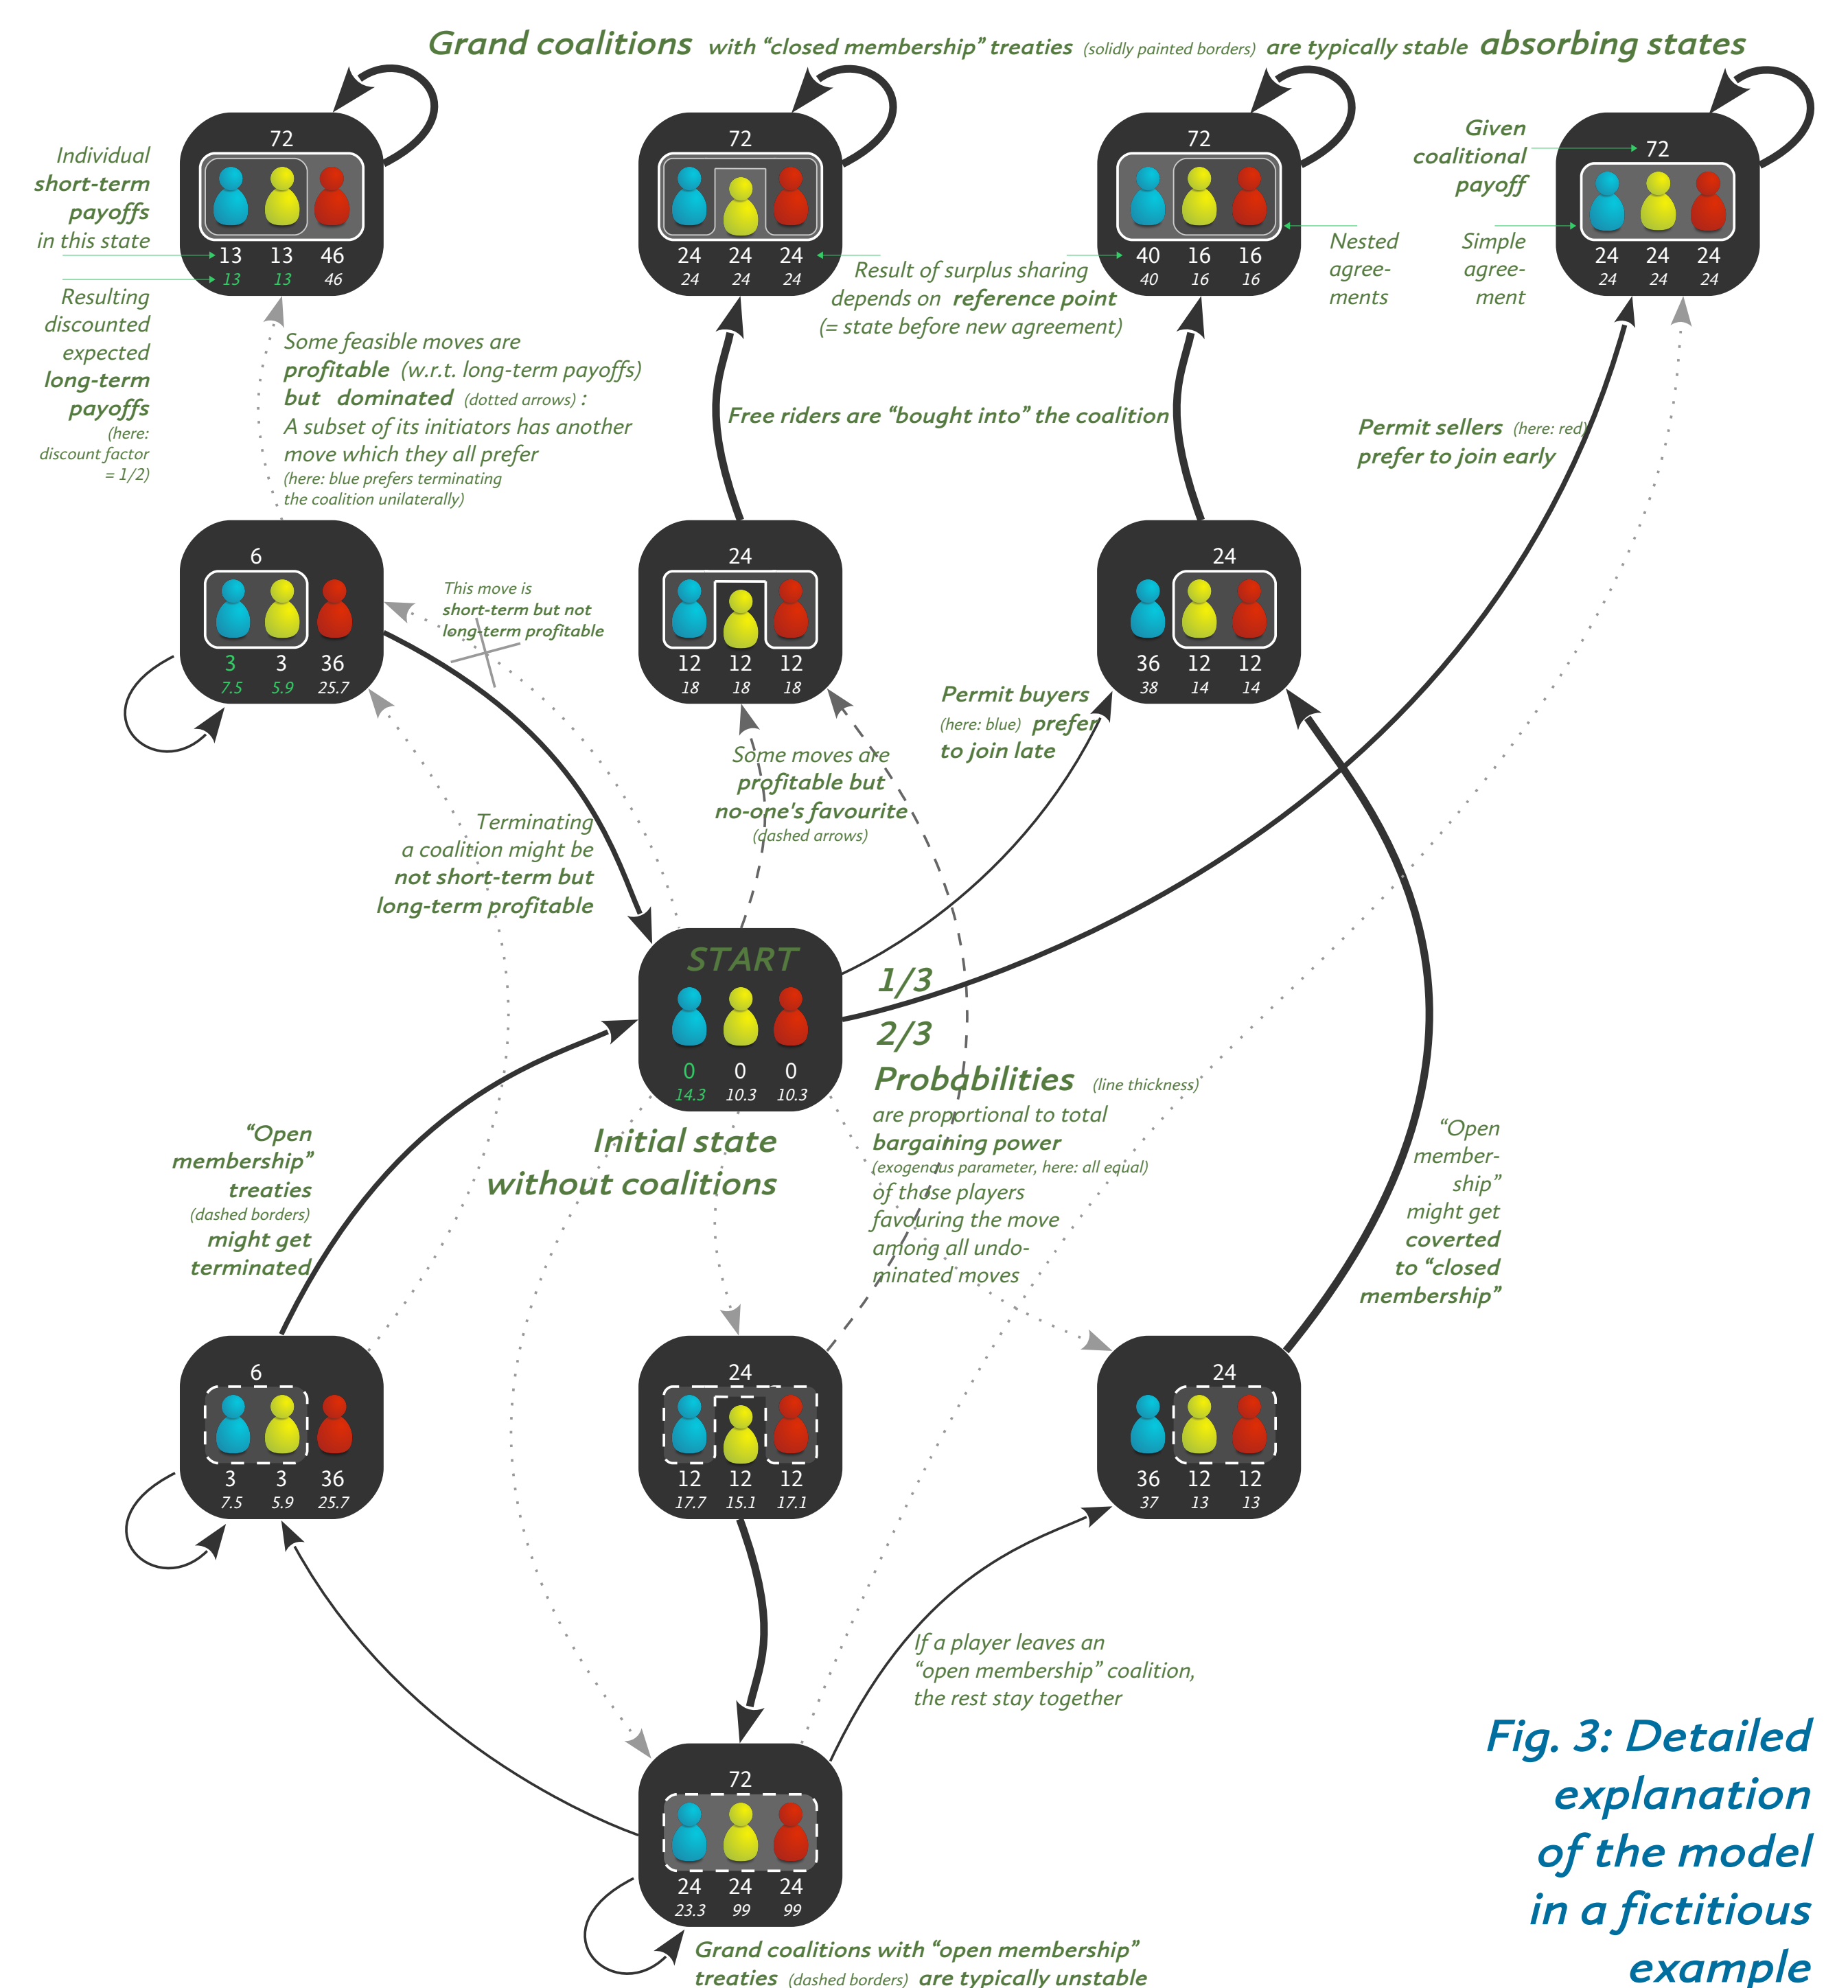 Grand coalitions with “closed membership” treaties (solidly painted borders) are typically stable absorbing states
72
13 13 46
13 13 46
72
24 24 24
24 24 24
72
40 16 16
40 16 16
72
24 24 24
24 24 24
Individual
short-term
payoffs
in this state
Resulting
discounted
expected
long-term
payoffs
(here:
discount factor
= 1/2)
Given
coalitional
payoff
Simple
agree-
ment
Nested
agree-
ments
Result of surplus sharing
depends on reference point
(= state before new agreement)
Some feasible moves are
profitable (w.r.t. long-term payoffs)
but dominated (dotted arrows) :
A subset of its initiators has another
move which they all prefer
(here: blue prefers terminating
the coalition unilaterally)
Free riders are “bought into” the coalition
Permit sellers (here: red)
prefer to join early
6
3 3 36
7.5 5.9 25.7
This move is
short-term but not
long-term profitable
24
12 12 12
18 18 18
24
36 12 12
38 14 14
Permit buyers
(here: blue) prefer
to join late
Some moves are
profitable but
no-one's favourite
(dashed arrows)
Terminating
a coalition might be
not short-term but
long-term profitable
START
0 0 0
14.3 10.3 10.3
1/3
2/3
Probabilities (line thickness)
are proportional to total
bargaining power
(exogenous parameter, here: all equal)
of those players
favouring the move
among all undo-
minated moves
Initial state
without coalitions
“Open
membership”
treaties
(dashed borders)
might get
terminated
“Open
member-
ship”
might get
coverted
to “closed
membership”
6
3 3 36
7.5 5.9 25.7
24
12 12 12
17.7 15.1 17.1
24
36 12 12
37 13 13
If a player leaves an
“open membership” coalition,
the rest stay together
72
24 24 24
23.3 99 99
Grand coalitions with “open membership”
treaties (dashed borders) are typically unstable
Fig. 3: Detailed
explanation
of the model
in a fictitious
example